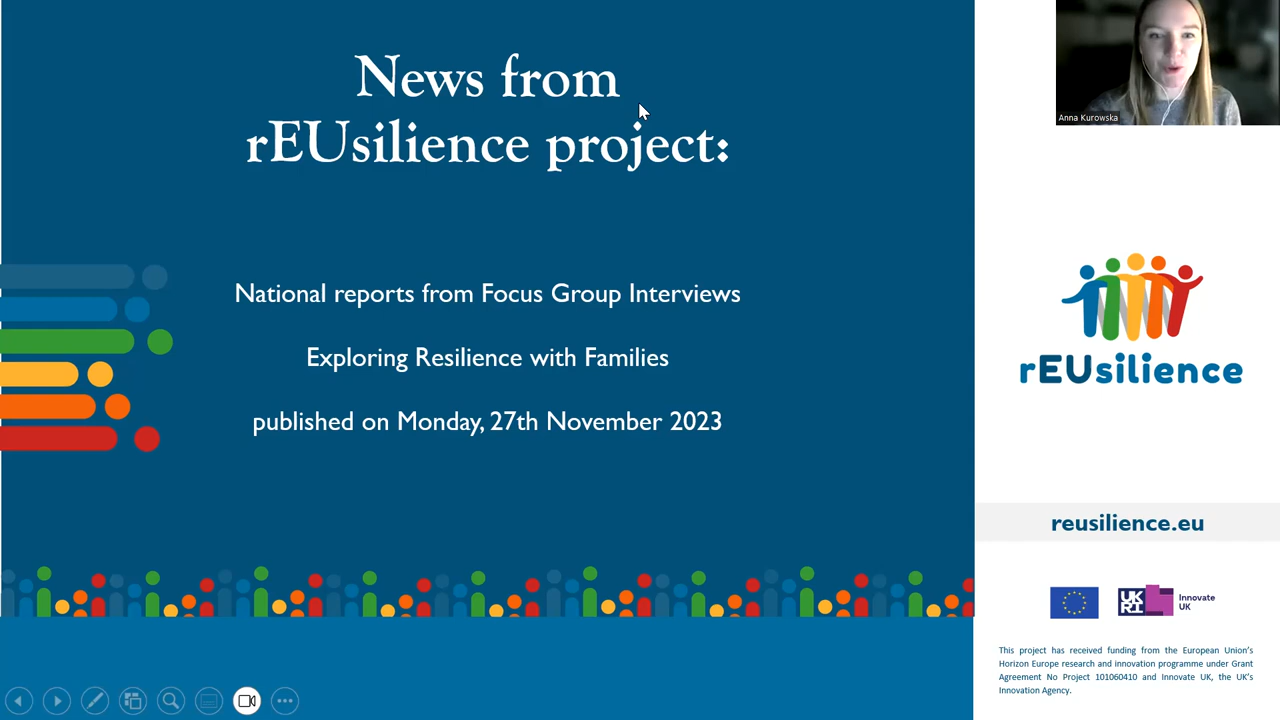 News from
rEUsilience project:
National reports from Focus Group Interviews
Exploring Resilience with Families
published on Monday, 27th November 2023
Anna Kurowska
rEUsilience
reusilience.eu
UK
RI
Innovate
UK
This project has received funding from the European Union's
Horizon Europe research and innovation programme under Grant
Agreement No Project 101060410 and Innovate UK, the UK's
Innovation Agency.